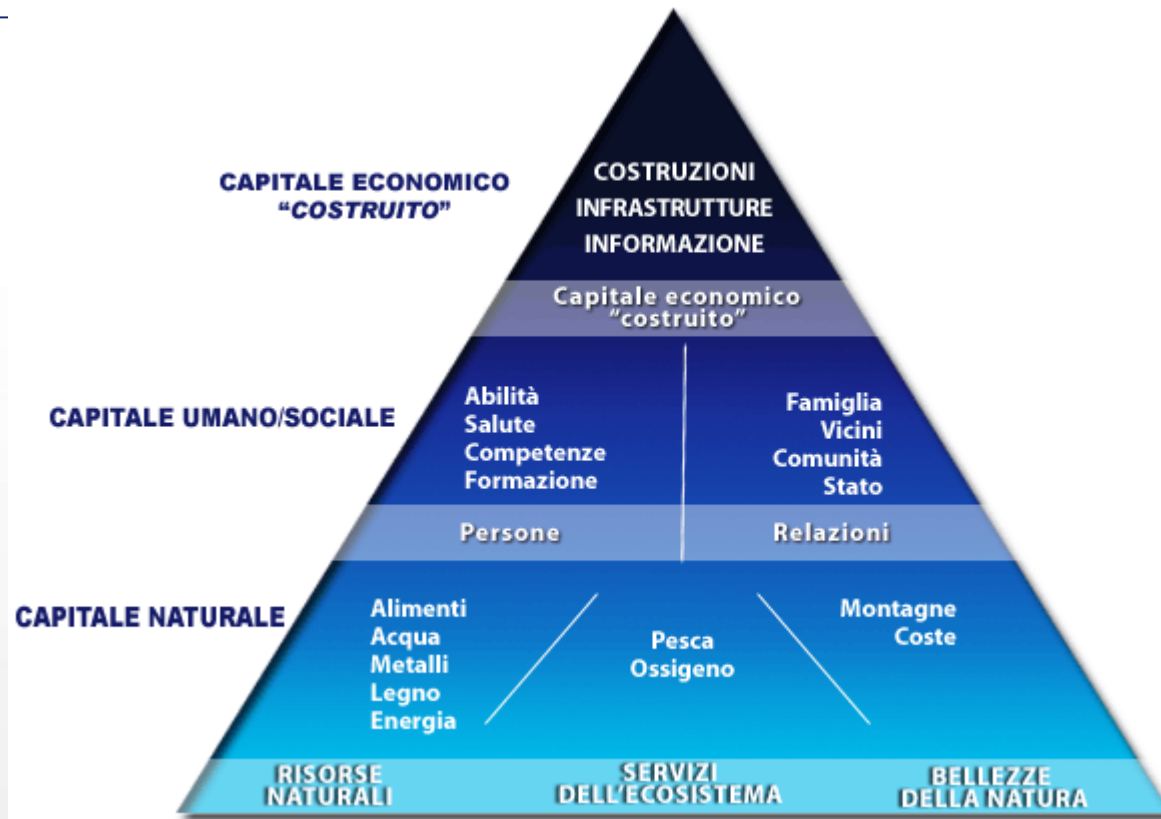 CAPITALE ECONOMICO
“COSTRUITO”
COSTRUZIONI
INFRASTRUTTURE
INFORMAZIONE
Capitale economico
“costruito”
CAPITALE UMANO/SOCIALE
Abilità
Salute
Competenze
Formazione
Famiglia
Vicini
Comunità
Stato
Persone
Relazioni
CAPITALE NATURALE
Alimenti
Acqua
Metalli
Legno
Energia
Pesca
Ossigeno
Montagne
Coste
RISORSE
NATURALI
SERVIZI
DELL’ECOSISTEMA
BELLEZZE
DELLA NATURA